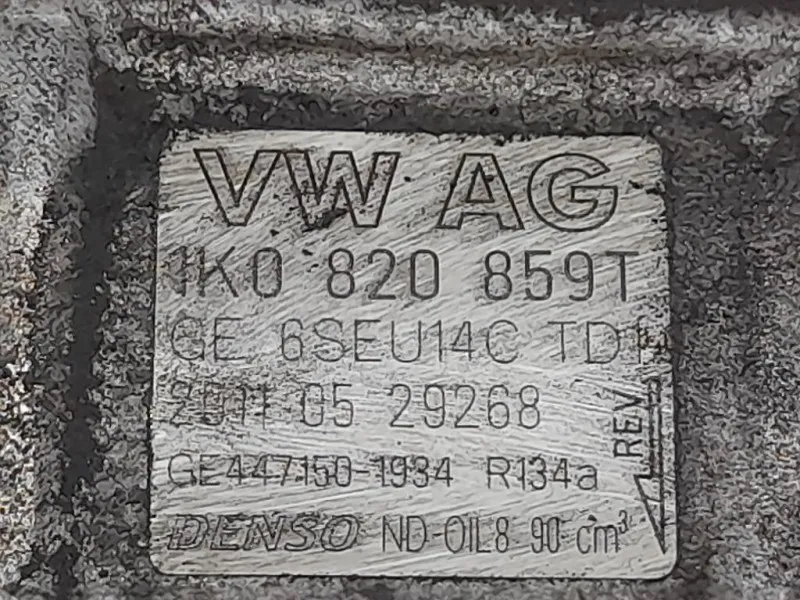 VW AG
1K0 820 859T
GE 6SEU14C TDI
2011 05 29268
GE447150-1934 R134a
DENSO ND-OIL8 90 cm³
REV